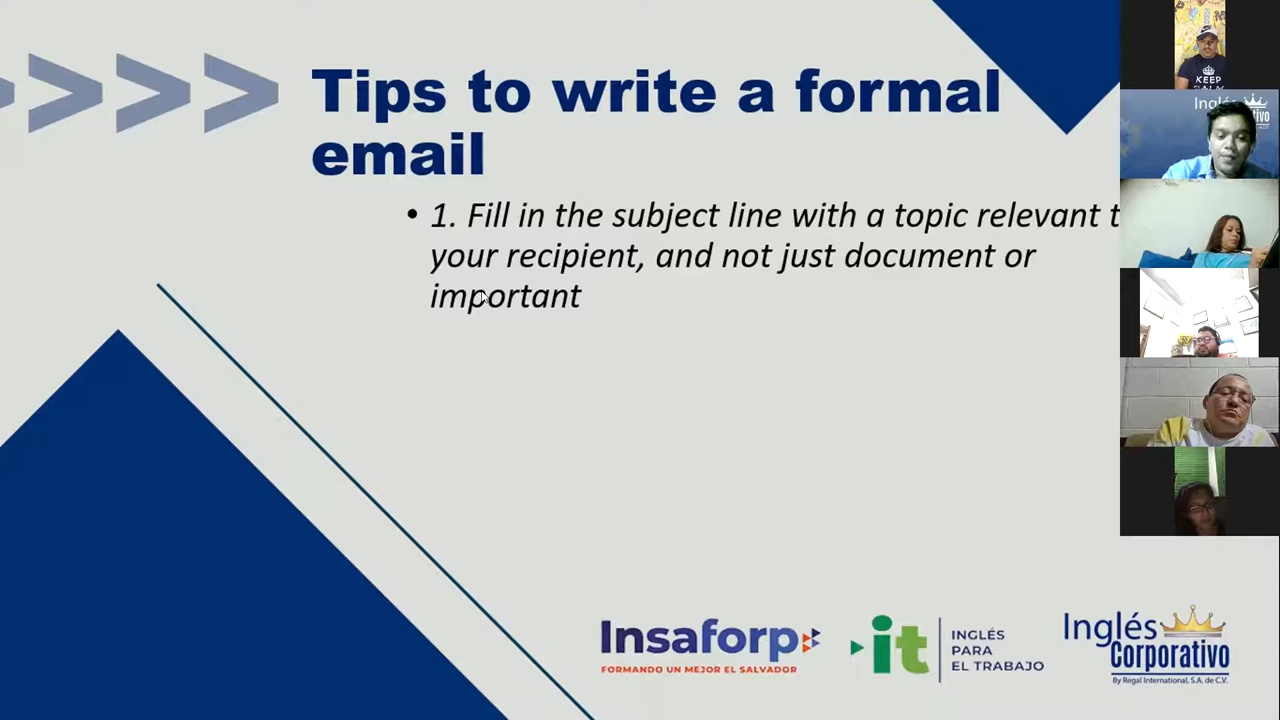 Tips to write a formal
email
• 1. Fill in the subject line with a topic relevant t
your recipient, and not just document or
important
KEEP
Inglés
Insaforp
FORMANDO UN MEJOR EL SALVADOR
it
INGLÉS
PARA
EL TRABAJO
Inglés
Corporativo
By Regal International, S.A. de C.V.